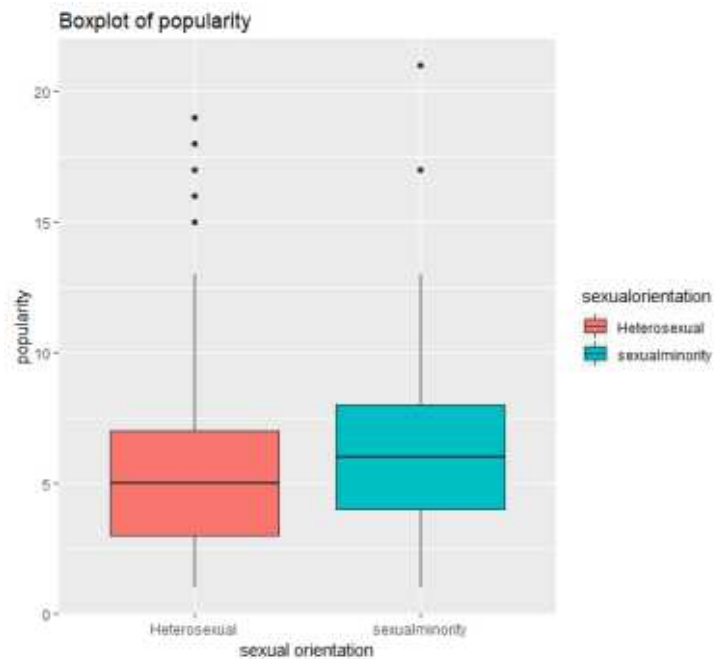 Boxplot of popularity
20
15
10
5
0
popularity
Heterosexual
sexualminority
sexual orientation
sexualorientation
Heterosexual
sexualminority